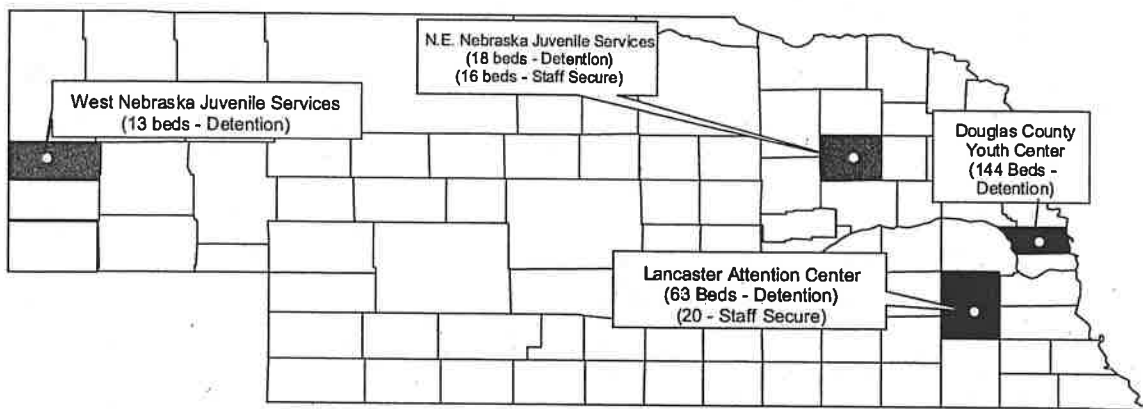 N.E. Nebraska Juvenile Services
(18 beds - Detention)
(16 beds - Staff Secure)
West Nebraska Juvenile Services
(13 beds - Detention)
Douglas County
Youth Center
(144 Beds -
Detention)
Lancaster Attention Center
(63 Beds - Detention)
(20 - Staff Secure)